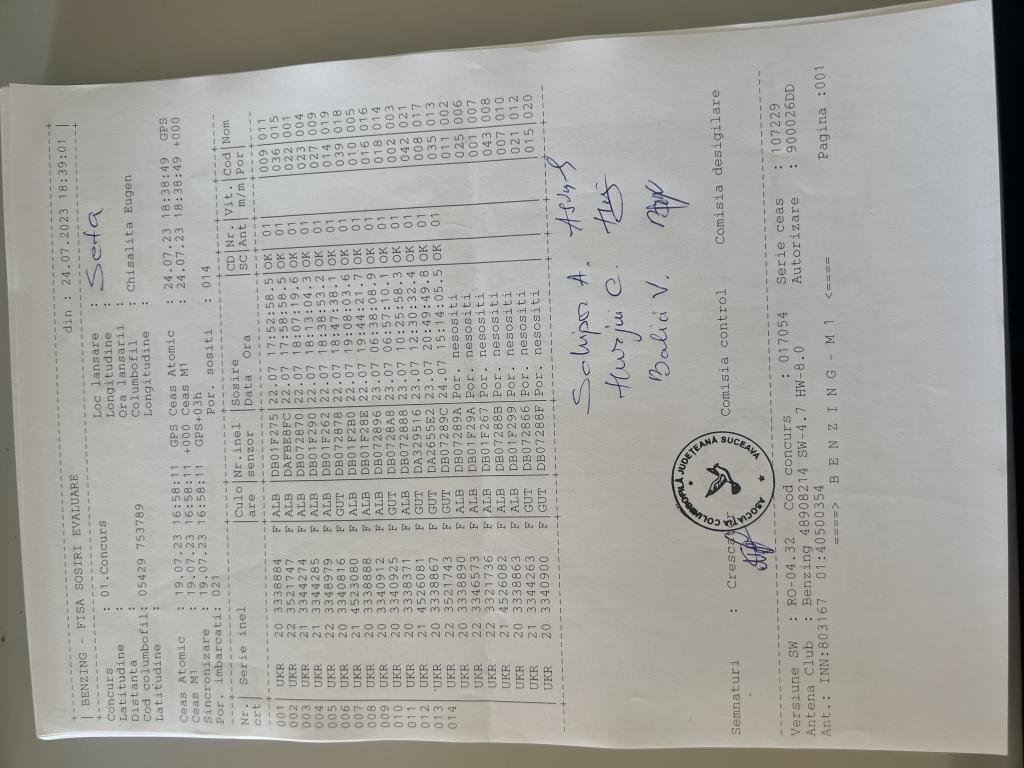 BENZING - FISA SOSIRI EVALUARE din : 24.07.2023 18:39:01
Concurs : 01.Concurs Loc lansare : Seta
Latitudine : Longitudine :
Distanta : Ora lansarii :
Cod columbofil: 05429 753789 Columbofil : Chisalita Eugen
Latitudine : Longitudine :
Ceas Atomic : 19.07.23 16:58:11 GPS Ceas Atomic : 24.07.23 18:38:49 GPS
Ceas M1 : 19.07.23 16:58:11 +000 Ceas M1 : 24.07.23 18:38:49 +000
Sincronizare : 19.07.23 16:58:11 GPS+03h
Por. imbarcati: 021 Por. sositi : 014
Nr. Serie inel Culo Nr.inel Sosire CD Nr. Vit. Cod Nom
crt are senzor Data Ora SC Ant m/m Por
001 UKR 20 3338884 F ALB DB01F275 22.07 17:52:58.5 OK 01 009 011
002 UKR 22 3521747 F ALB DAFBE8FC 22.07 17:58:58.5 OK 01 036 015
003 UKR 21 3344274 F ALB DB072870 22.07 18:07:19.6 OK 01 022 001
004 UKR 21 3344285 F ALB DB01F290 22.07 18:13:04.3 OK 01 023 004
005 UKR 22 3348979 F ALB DB01F262 22.07 18:39:53.2 OK 01 027 009
006 UKR 20 3340816 F GUT DB072878 22.07 18:47:38.1 OK 01 014 019
007 UKR 21 4523080 F ALB DB01F2B2 22.07 19:08:03.6 OK 01 039 018
008 UKR 20 3338888 F ALB DB01F28E 22.07 19:44:21.7 OK 01 010 005
009 UKR 20 3340912 F ALB DB072896 23.07 06:38:08.9 OK 01 016 016
010 UKR 20 3340925 F ALB DB0728A8 23.07 06:57:10.1 OK 01 018 014
011 UKR 20 3338371 F ALB DB072888 23.07 10:25:58.3 OK 01 002 003
012 UKR 21 4526081 F GUT DA329516 23.07 12:30:32.4 OK 01 042 021
013 UKR 20 3338867 F GUT DA2655E2 23.07 20:49:49.8 OK 01 008 017
014 UKR 22 3521743 F GUT DB07289C 24.07 15:14:05.5 OK 01 035 013
UKR 20 3338890 F ALB DB07289A Por. nesositi 011 002
UKR 22 3346573 F ALB DB01F29A Por. nesositi 025 006
UKR 22 3321736 F ALB DB01F267 Por. nesositi 001 007
UKR 21 4526082 F ALB DB07288B Por. nesositi 043 008
UKR 20 3338863 F ALB DB01F299 Por. nesositi 007 010
UKR 21 3344263 F GUT DB072866 Por. nesositi 021 012
UKR 20 3340900 F GUT DB07288F Por. nesositi 015 020
A.
C.
Balici V.
Semnaturi : Crescator Comisia control Comisia desigilare
ASOCIAȚIA COLUMBOFILĂ JUDEȚEANĂ SUCEAVA
Versiune SW : RO-04.32 Cod concurs : 017054 Serie ceas : 107229
Antena Club : Benzing 48908214 SW-4.7 HW-8.0 Autorizare : 900026DD
Ant.: INN:803167 01:40500354
====> B E N Z I N G - M 1 <==== Pagina :001